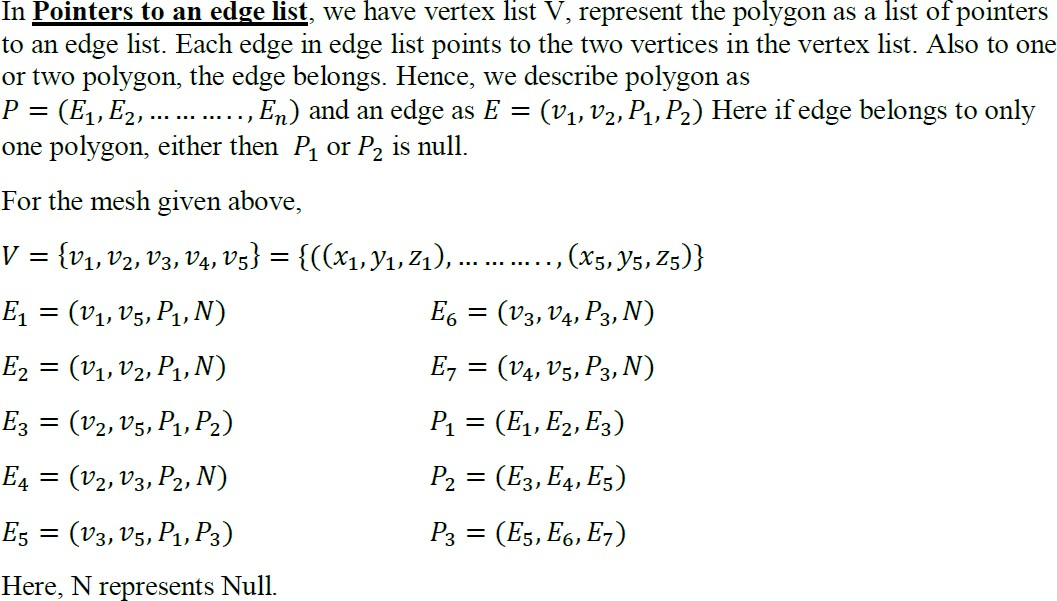 In Pointers to an edge list, we have vertex list V, represent the polygon as a list of pointers
to an edge list. Each edge in edge list points to the two vertices in the vertex list. Also to one
or two polygon, the edge belongs. Hence, we describe polygon as
P = (E₁, E₂, … … … . . , Eₙ) and an edge as E = (v₁, v₂, P₁, P₂) Here if edge belongs to only
one polygon, either then P₁ or P₂ is null.
For the mesh given above,
V = {v₁, v₂, v₃, v₄, v₅} = {((x₁, y₁, z₁), … … … . . , (x₅, y₅, z₅)}
E₁ = (v₁, v₅, P₁, N) E₆ = (v₃, v₄, P₃, N)
E₂ = (v₁, v₂, P₁, N) E₇ = (v₄, v₅, P₃, N)
E₃ = (v₂, v₅, P₁, P₂) P₁ = (E₁, E₂, E₃)
E₄ = (v₂, v₃, P₂, N) P₂ = (E₃, E₄, E₅)
E₅ = (v₃, v₅, P₁, P₃) P₃ = (E₅, E₆, E₇)
Here, N represents Null.